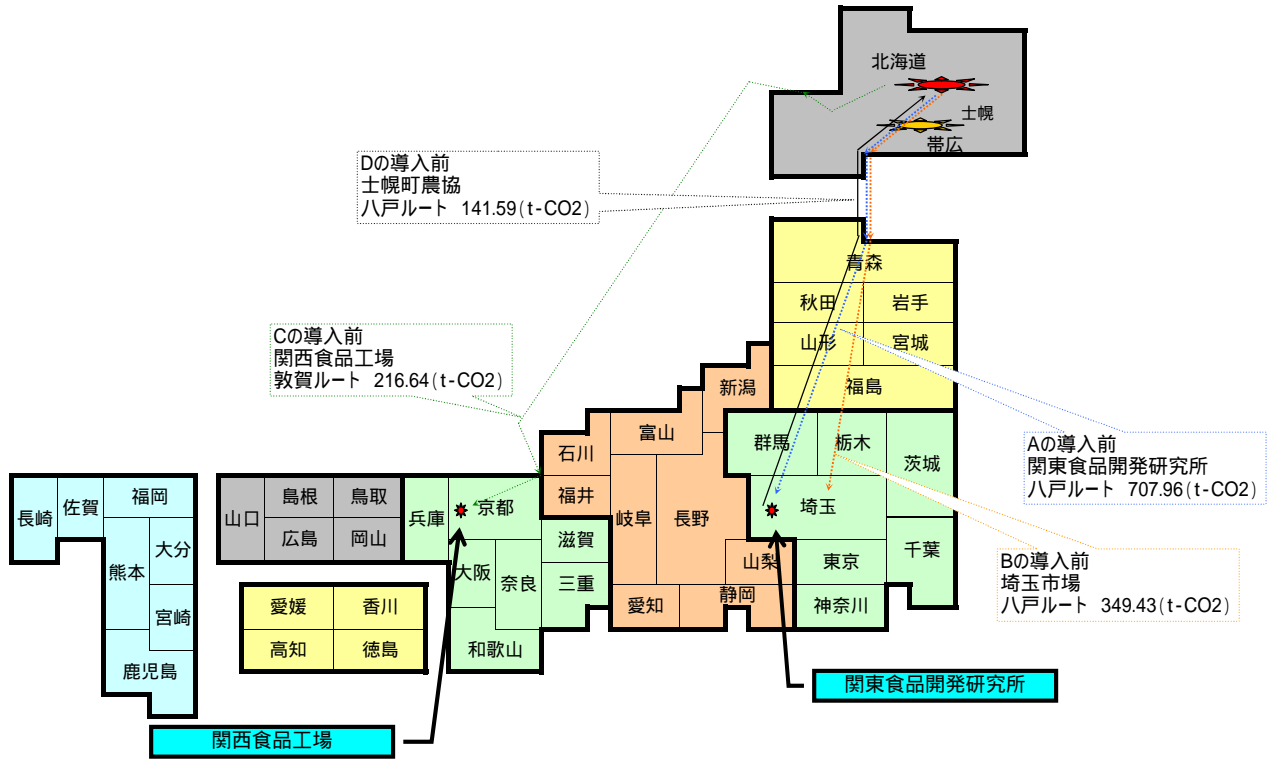 北海道
士幌
帯広
Dの導入前
士幌町農協
八戸ルート 141.59(t-CO2)
青森
秋田
岩手
山形
宮城
福島
Cの導入前
関西食品工場
敦賀ルート 216.64(t-CO2)
新潟
富山
石川
福井
岐阜
長野
山梨
愛知
静岡
群馬
栃木
茨城
埼玉
千葉
東京
神奈川
Aの導入前
関東食品開発研究所
八戸ルート 707.96(t-CO2)
Bの導入前
埼玉市場
八戸ルート 349.43(t-CO2)
兵庫
京都
滋賀
大阪
奈良
三重
和歌山
山口
島根
鳥取
広島
岡山
愛媛
香川
高知
徳島
長崎
佐賀
福岡
熊本
大分
宮崎
鹿児島
関東食品開発研究所
関西食品工場